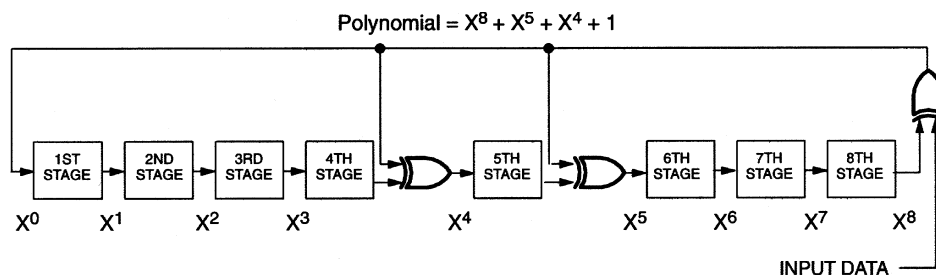 Polynomial = X⁸ + X⁵ + X⁴ + 1
1ST STAGE
2ND STAGE
3RD STAGE
4TH STAGE
5TH STAGE
6TH STAGE
7TH STAGE
8TH STAGE
X⁰ X¹ X² X³ X⁴ X⁵ X⁶ X⁷ X⁸
INPUT DATA